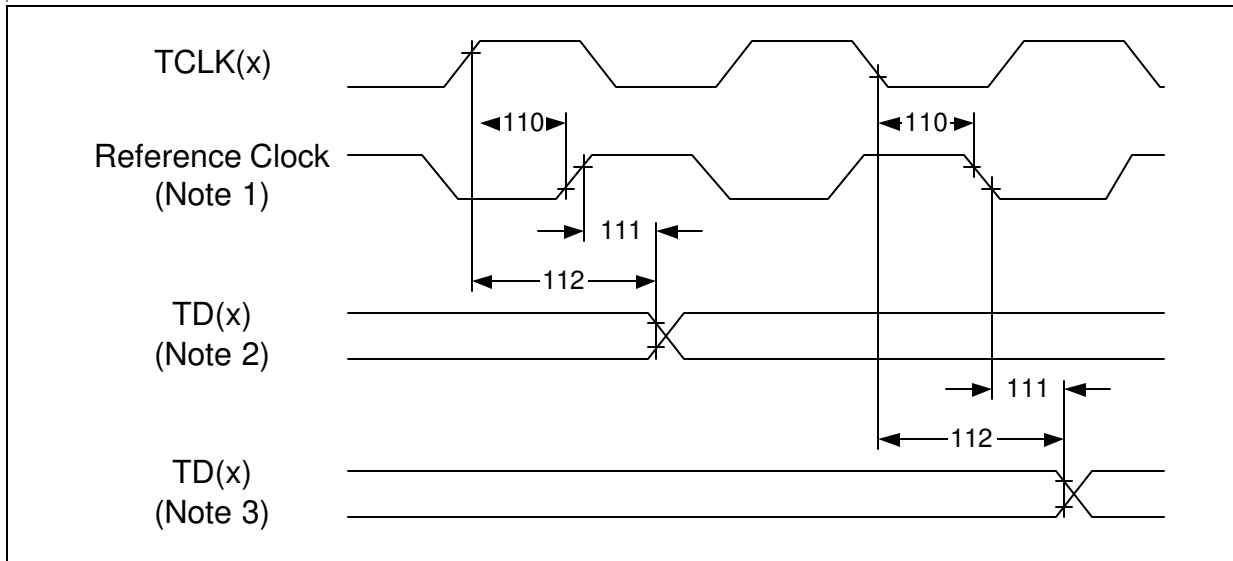 TCLK(x)
110
110
Reference Clock
(Note 1)
111
112
TD(x)
(Note 2)
111
112
TD(x)
(Note 3)